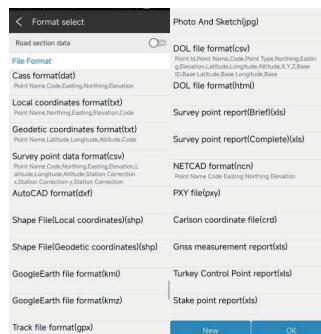 Format select
Road section data
File Format
Cass format(dat)
Point Name,Code,Easting,Northing,Elevation
Local coordinates format(txt)
Point Name,Northing,Easting,Elevation,Code
Geodetic coordinates format(txt)
Point Name,Latitude,Longitude,Altitude,Code
Survey point data format(csv)
Point Name,Code,Northing,Easting,Elevation,L
atitude,Longitude,Altitude,Station Correction
x,Station Correction y,Station Correction
AutoCAD format(dxf)
Shape File(Local coordinates)(shp)
Shape File(Geodetic coordinates)(shp)
GoogleEarth file format(kml)
GoogleEarth file format(kmz)
Track file format(gpx)
Photo And Sketch(jpg)
DOL file format(csv)
Point Id,Point Name,Code,Point Type,Northing,Eastin
g,Elevation,Latitude,Longitude,Altitude,X,Y,Z,Base
ID,Base Latitude,Base Longitude,Base
DOL file format(html)
Survey point report(Brief)(xls)
Survey point report(Complete)(xls)
NETCAD format(ncn)
Point Name Code Easting Northing Elevation
PXY file(pxy)
Carlson coordinate file(crd)
Gnss measurement report(xls)
Turkey Control Point report(xls)
Stake point report(xls)
New
OK